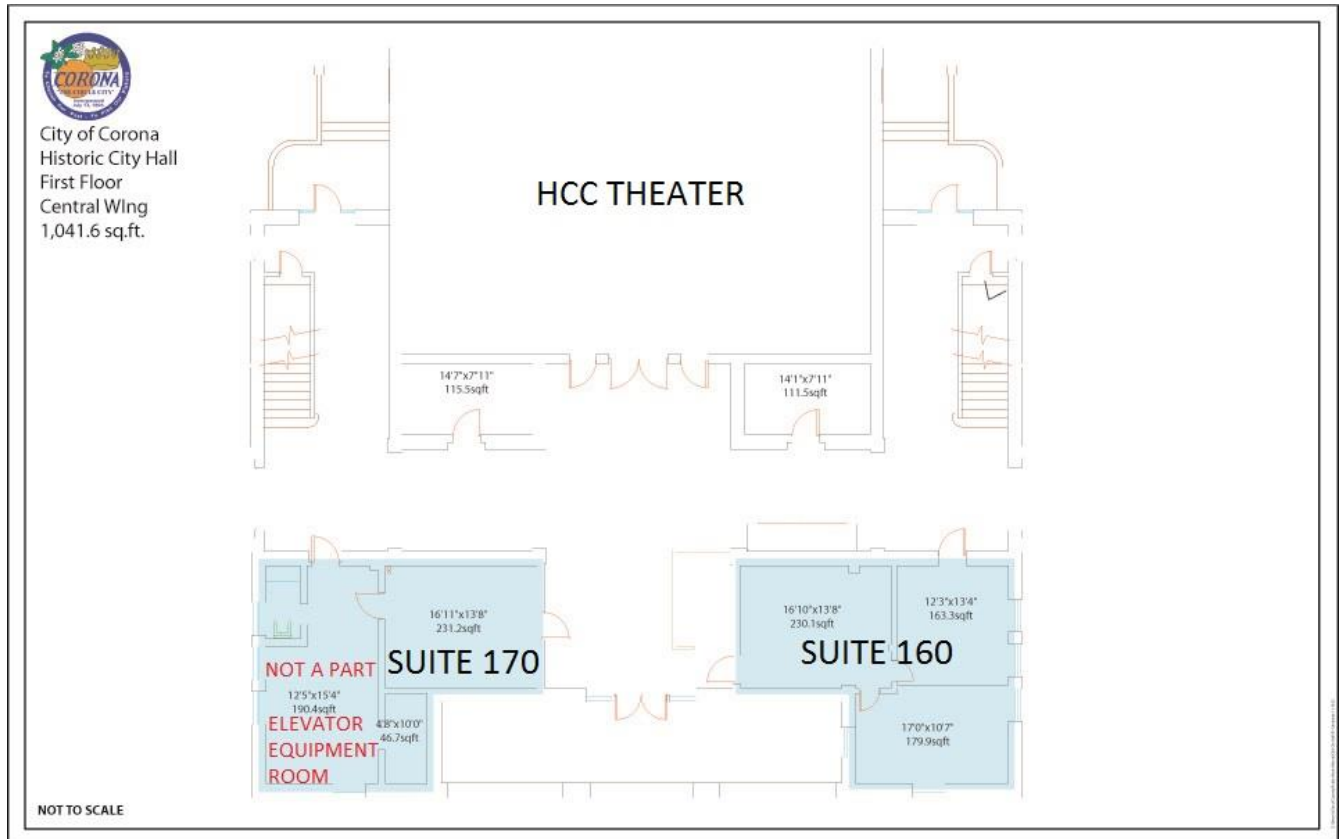 CORONA
"THE CIRCLE CITY"
City of Corona
Historic City Hall
First Floor
Central WIng
1,041.6 sq.ft.
HCC THEATER
14'7"x7'11"
115.5sqft
14'1"x7'11"
111.5sqft
16'11"x13'8"
231.2sqft
SUITE 170
NOT A PART
12'5"x15'4"
190.4sqft
ELEVATOR
EQUIPMENT
ROOM
4'8"x10'0"
46.7sqft
16'10"x13'8"
230.1sqft
12'3"x13'4"
163.3sqft
SUITE 160
17'0"x10'7"
179.9sqft
NOT TO SCALE